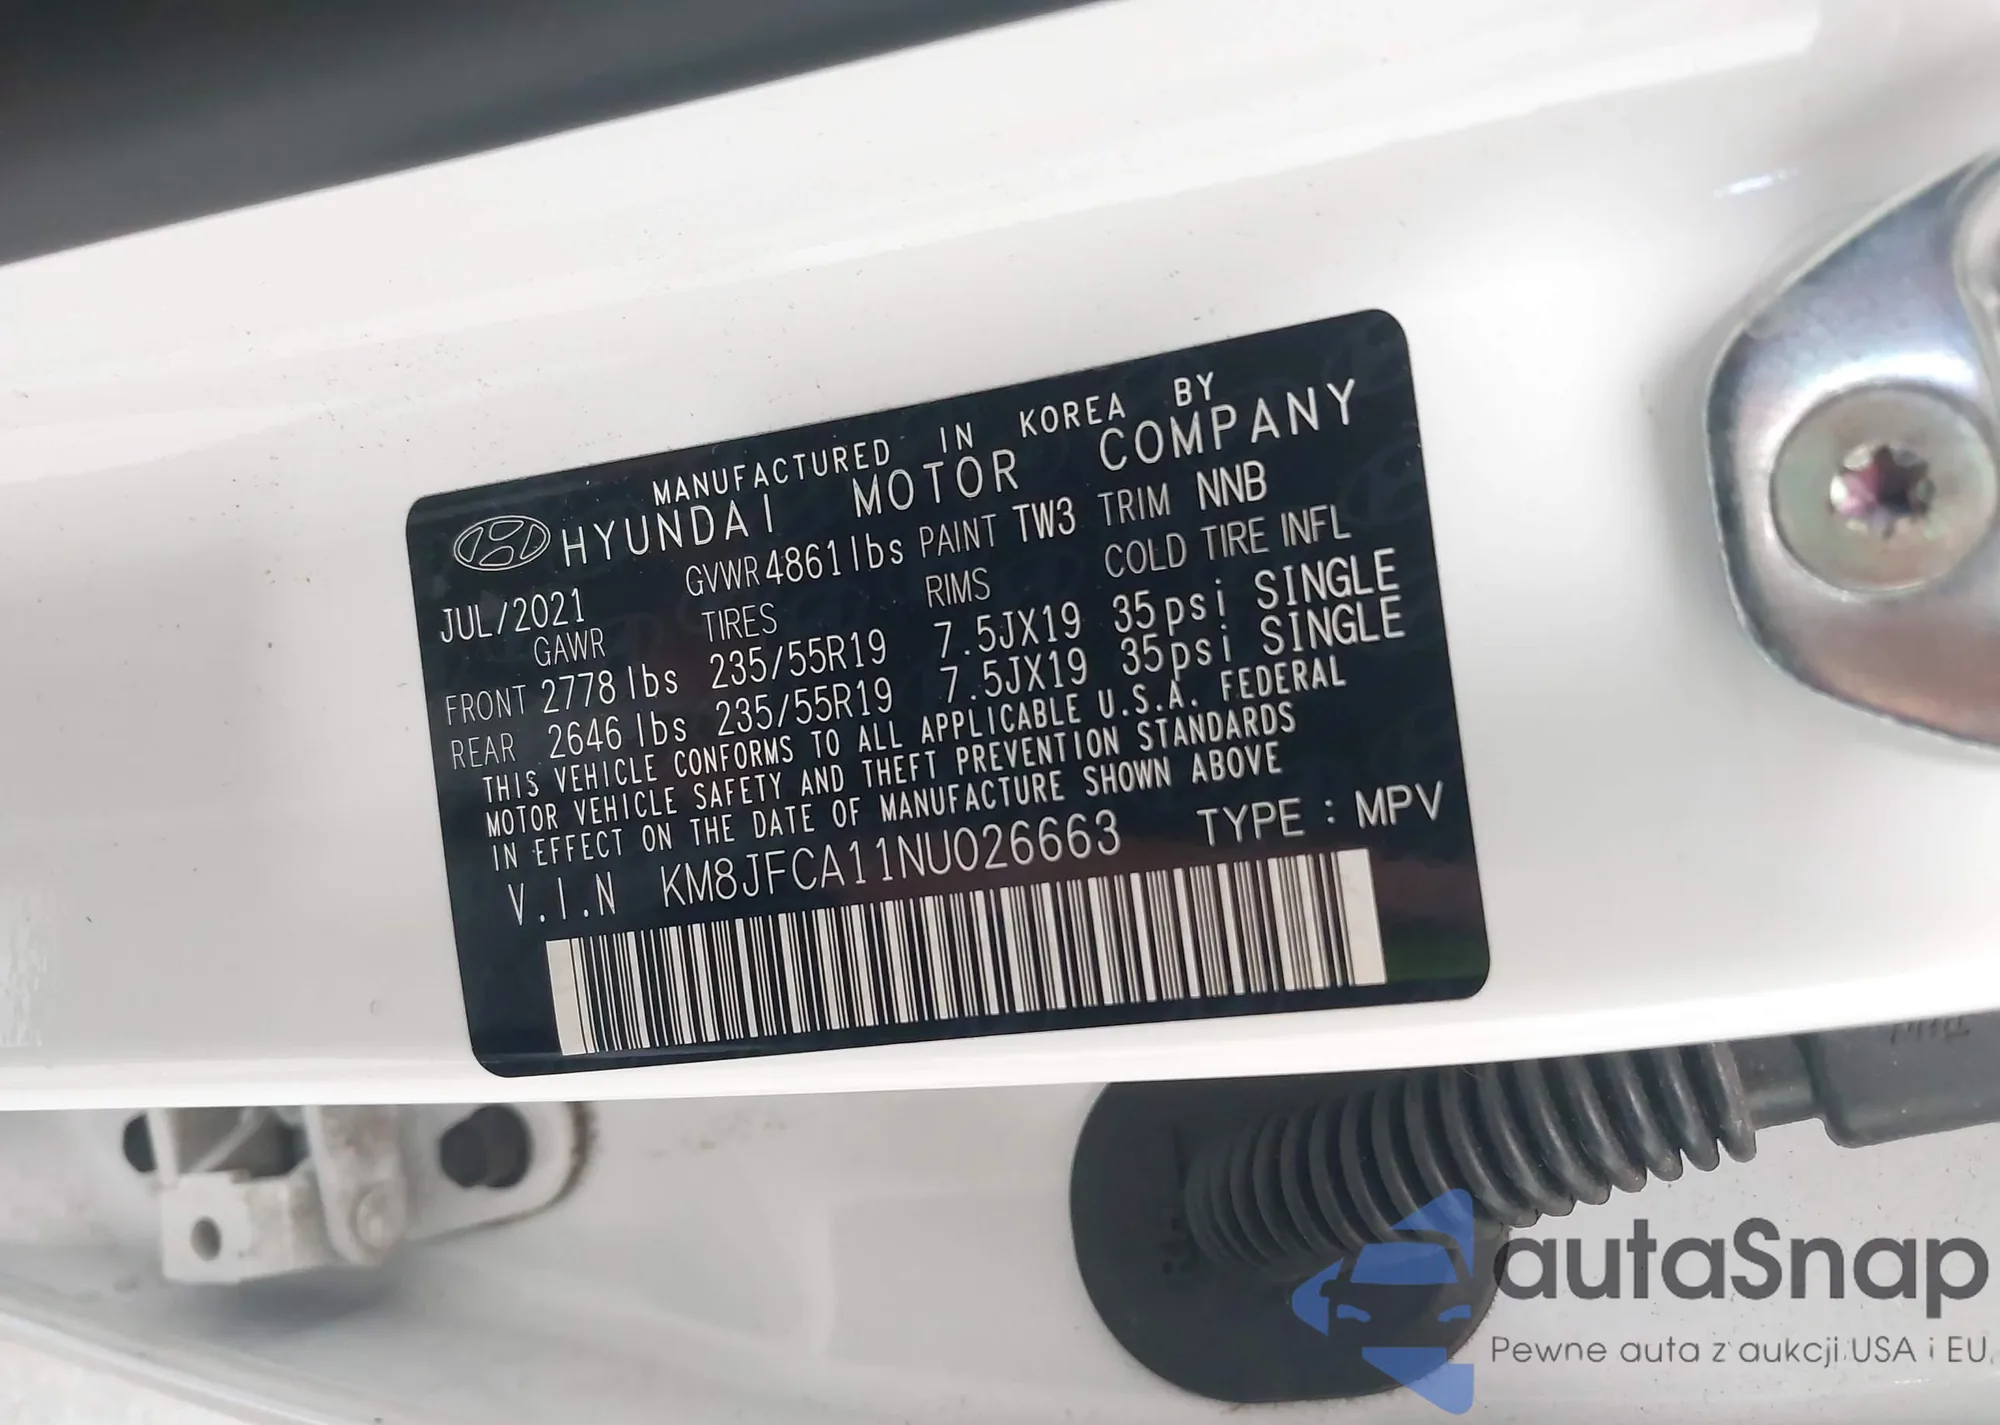 MANUFACTURED IN KOREA BY
HYUNDAI MOTOR COMPANY
JUL/2021 GVWR 4861 lbs PAINT TW3 TRIM NNB
GAWR TIRES RIMS COLD TIRE INFL
FRONT 2778 lbs 235/55R19 7.5JX19 35psi SINGLE
REAR 2646 lbs 235/55R19 7.5JX19 35psi SINGLE
THIS VEHICLE CONFORMS TO ALL APPLICABLE U.S.A. FEDERAL
MOTOR VEHICLE SAFETY AND THEFT PREVENTION STANDARDS
IN EFFECT ON THE DATE OF MANUFACTURE SHOWN ABOVE
V.I.N KM8JFCA11NU026663 TYPE : MPV
autaSnap
Pewne auta z aukcji USA i EU